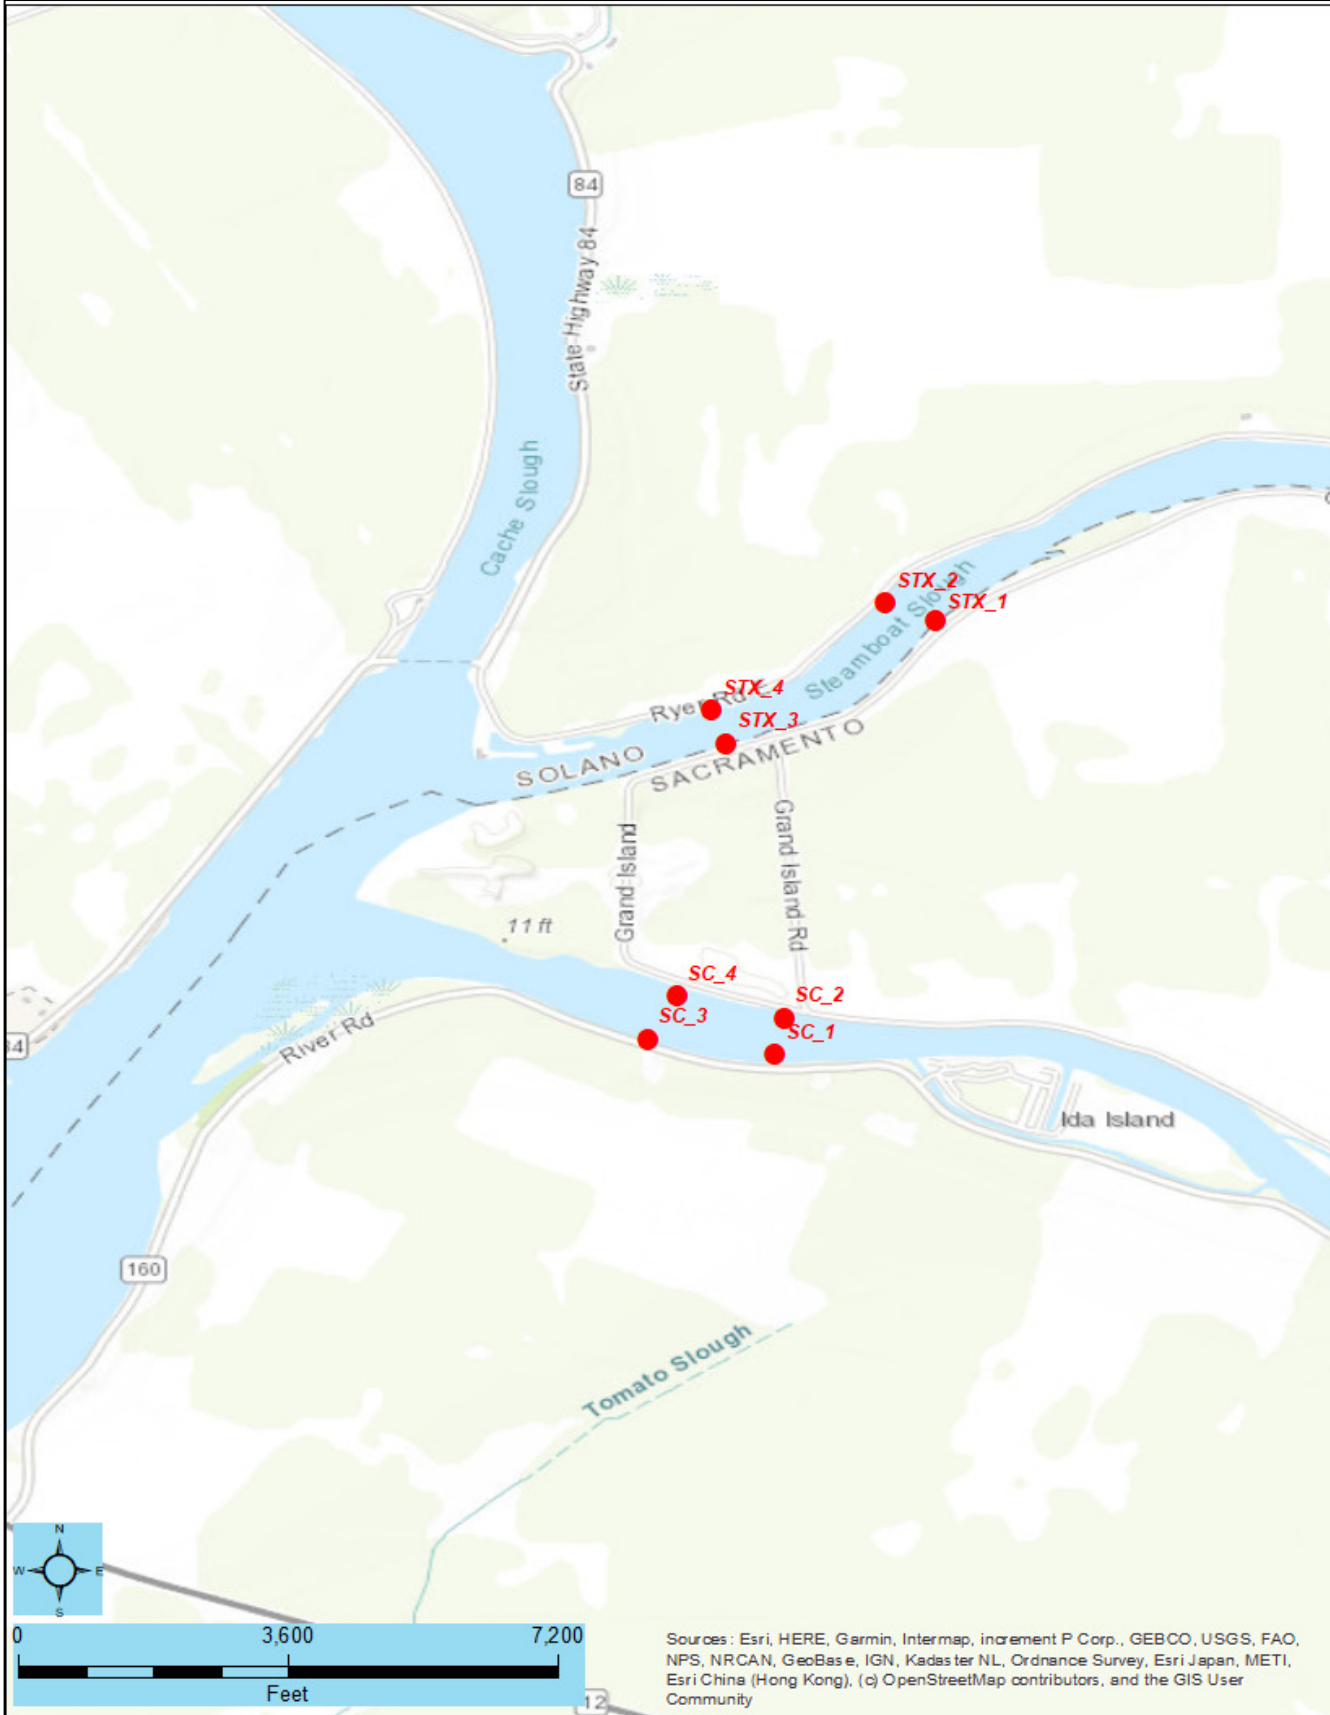 84
State Highway 84
Cache Slough
STX_2
STX_1
Steamboat Slough
STX_4
Ryer Rd E
STX_3
SOLANO
SACRAMENTO
Grand Island
Grand Island Rd
11 ft
SC_4
SC_2
SC_3
SC_1
River Rd
Ida Island
160
Tomato Slough
N
W
E
S
0
3,600
7,200
Feet
12
Sources: Esri, HERE, Garmin, Intermap, increment P Corp., GEBCO, USGS, FAO,
NPS, NRCAN, GeoBase, IGN, Kadaster NL, Ordnance Survey, Esri Japan, METI,
Esri China (Hong Kong), (c) OpenStreetMap contributors, and the GIS User
Community